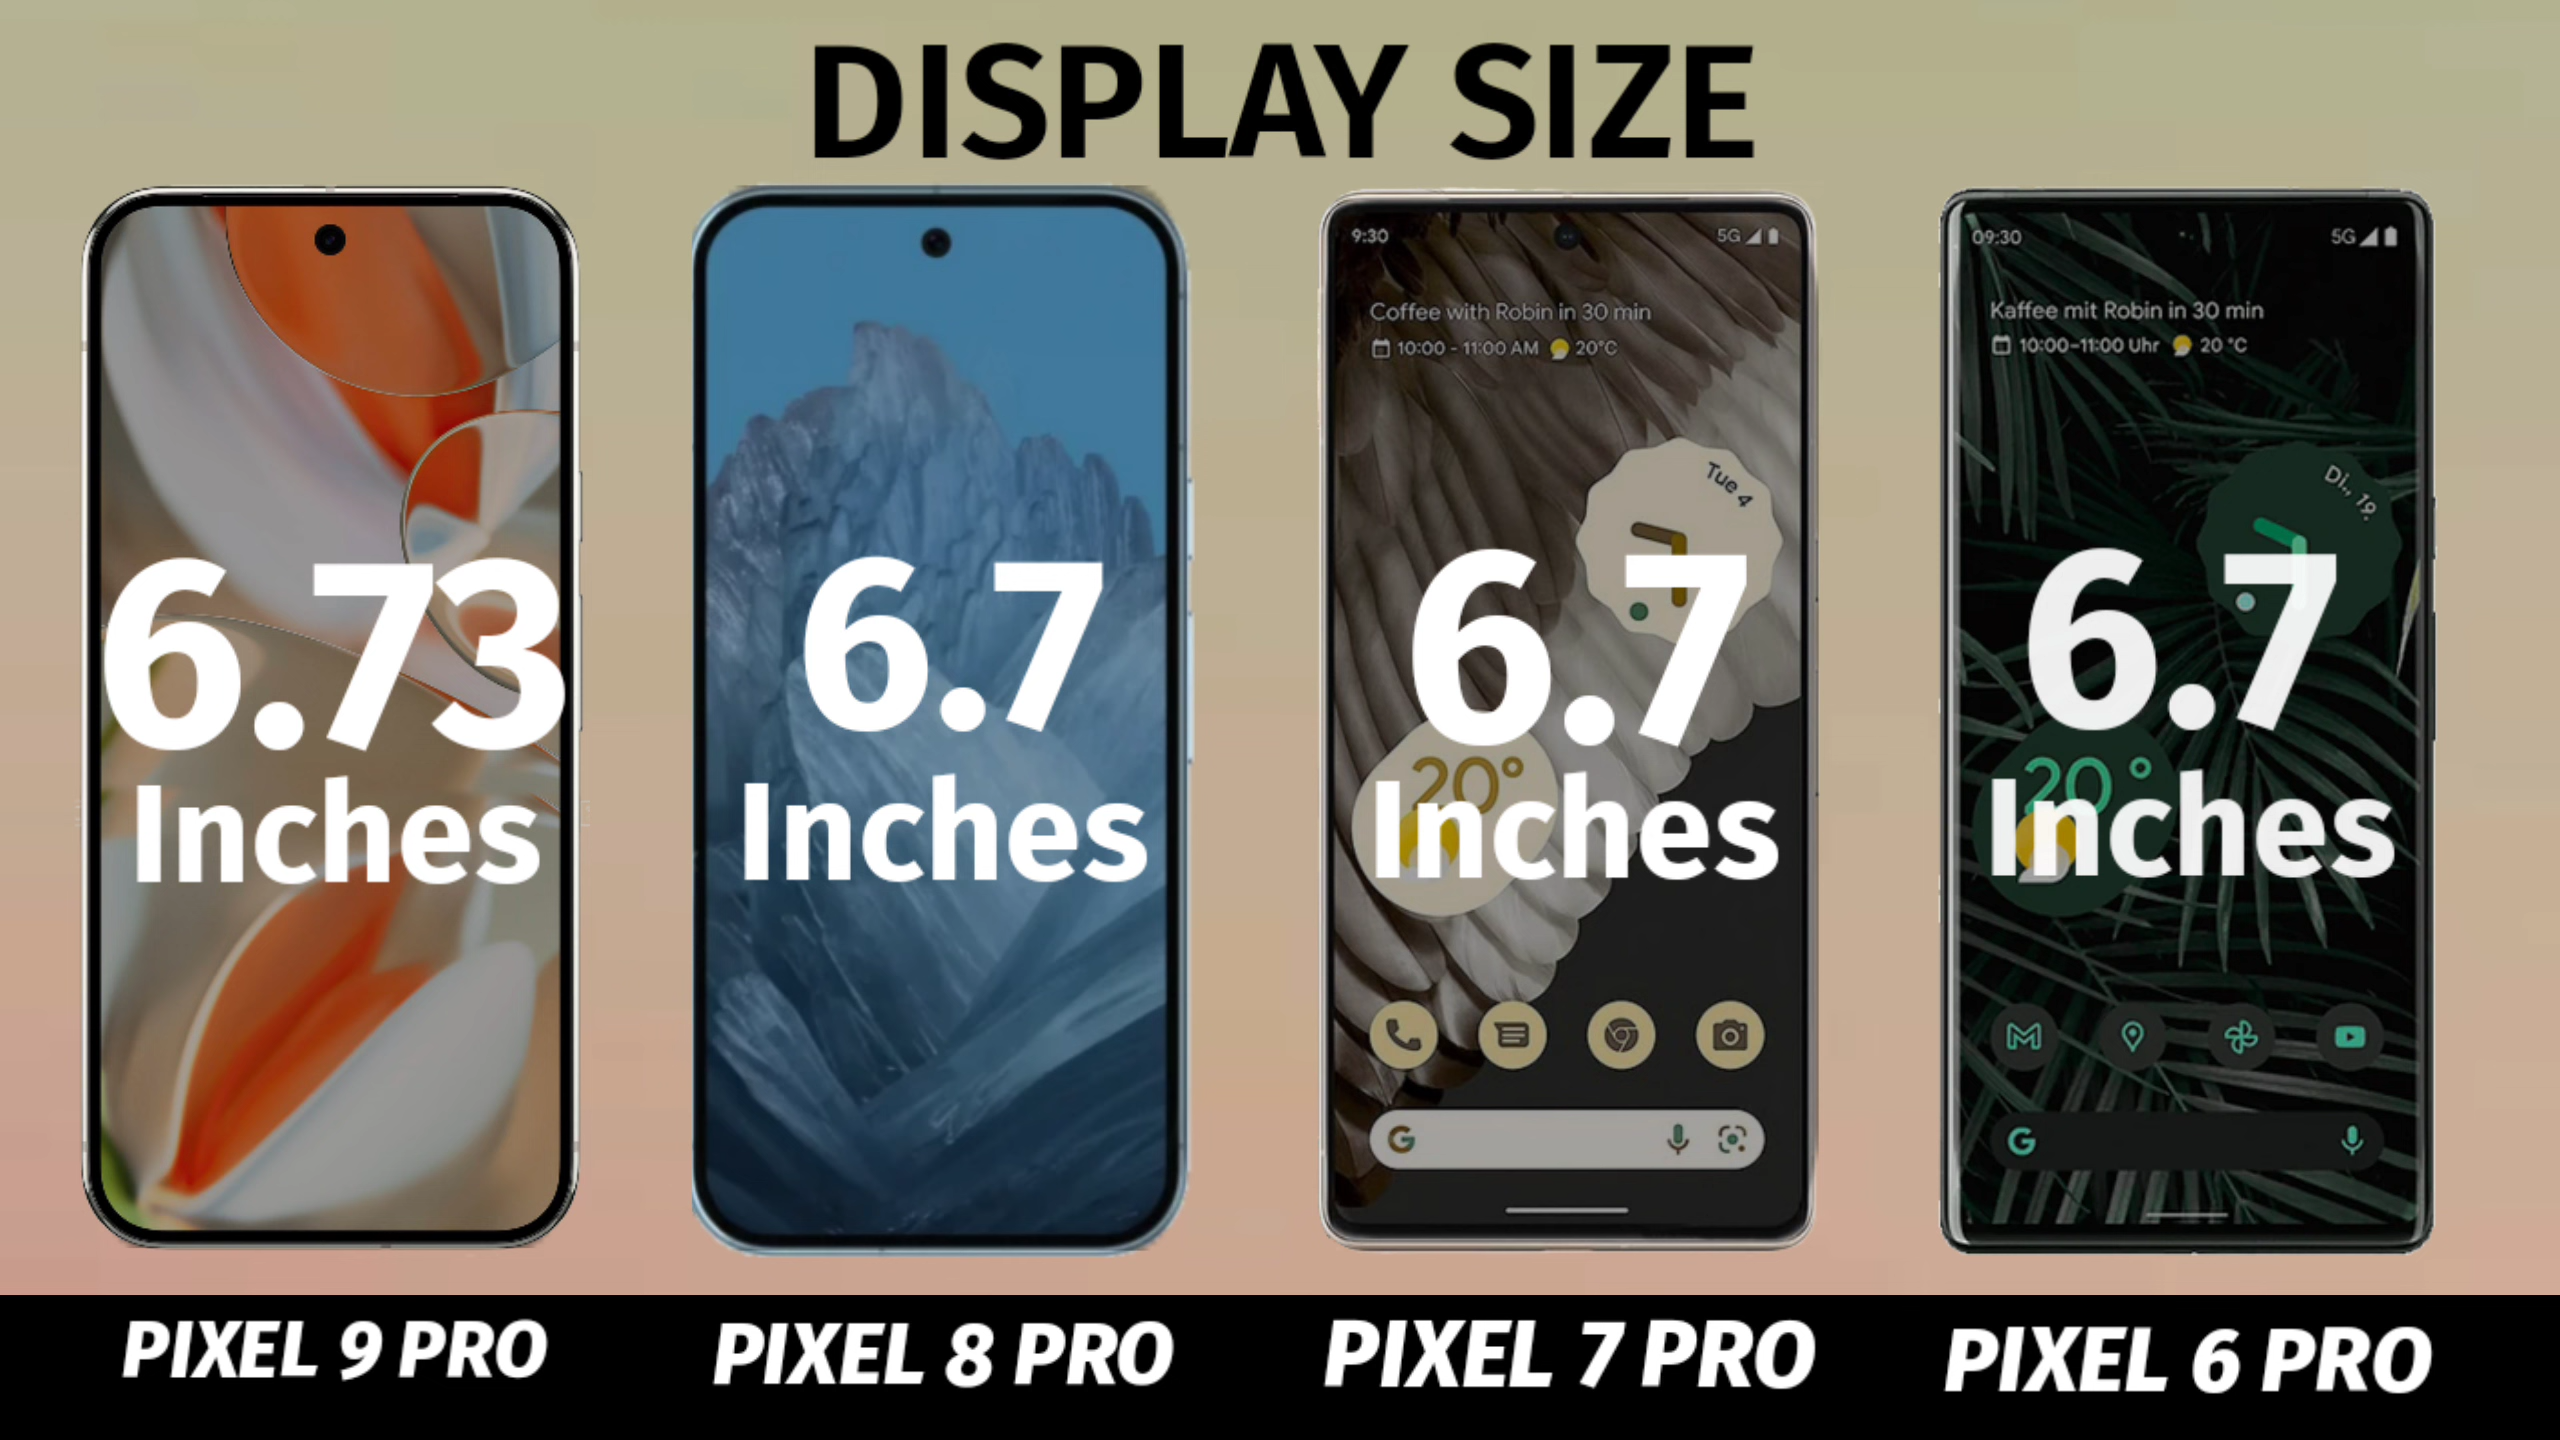 DISPLAY SIZE
6.73
Inches
PIXEL 9 PRO
6.7
Inches
PIXEL 8 PRO
9:30
5G
Coffee with Robin in 30 min
10:00 - 11:00 AM 20°C
Tue 4
6.7
20°
Inches
G
PIXEL 7 PRO
09:30
5G
Kaffee mit Robin in 30 min
10:00–11:00 Uhr 20 °C
Di., 19.
6.7
20°
Inches
G
PIXEL 6 PRO